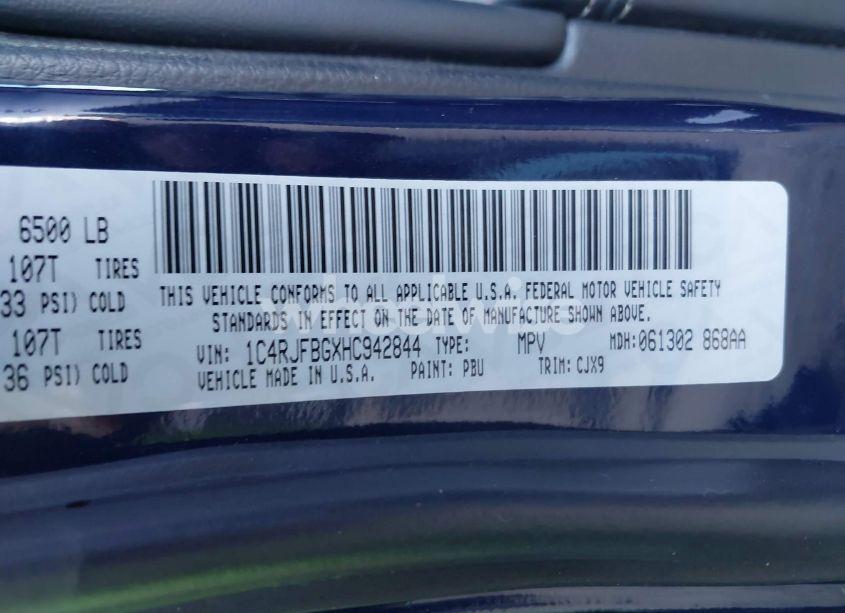 6500 LB
107T TIRES
33 PSI) COLD
107T TIRES
36 PSI) COLD
THIS VEHICLE CONFORMS TO ALL APPLICABLE U.S.A. FEDERAL MOTOR VEHICLE SAFETY
STANDARDS IN EFFECT ON THE DATE OF MANUFACTURE SHOWN ABOVE.
VIN: 1C4RJFBGXHC942844 TYPE: MPV MDH:061302 868AA
VEHICLE MADE IN U.S.A. PAINT: PBU TRIM: CJX9